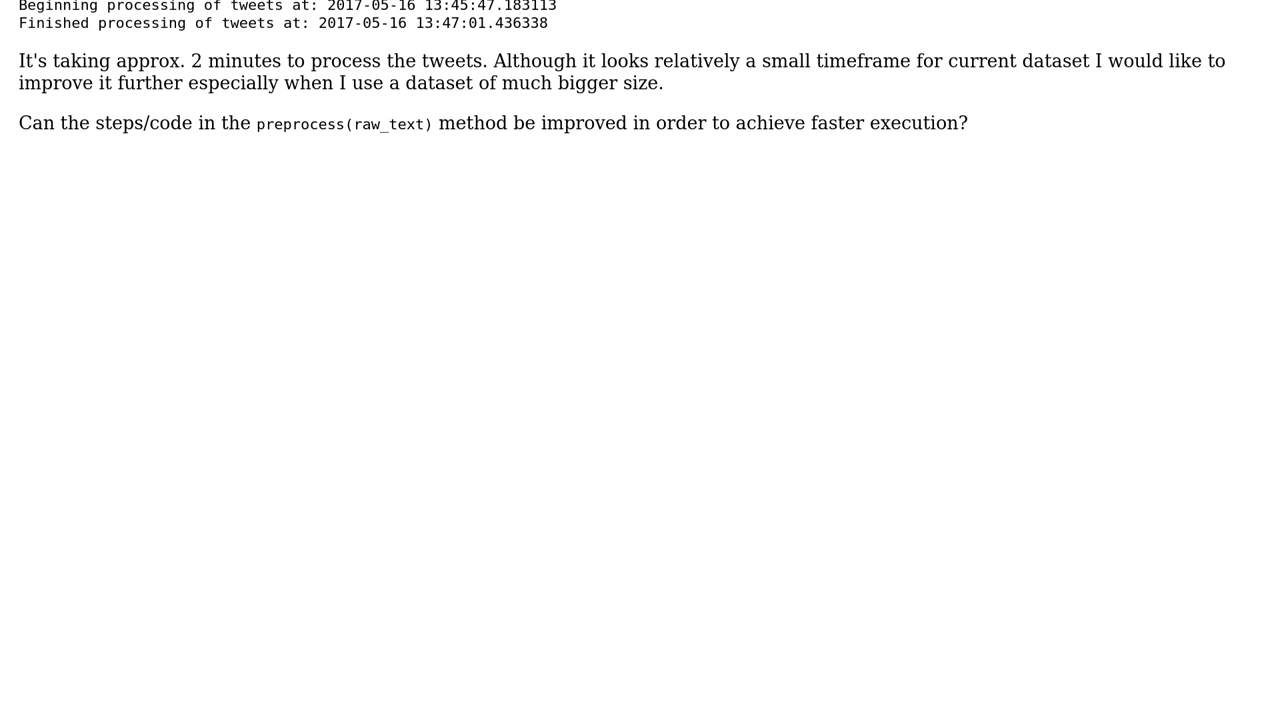 Beginning processing of tweets at: 2017-05-16 13:45:47.183113
Finished processing of tweets at: 2017-05-16 13:47:01.436338
It's taking approx. 2 minutes to process the tweets. Although it looks relatively a small timeframe for current dataset I would like to
improve it further especially when I use a dataset of much bigger size.
Can the steps/code in the preprocess(raw_text) method be improved in order to achieve faster execution?